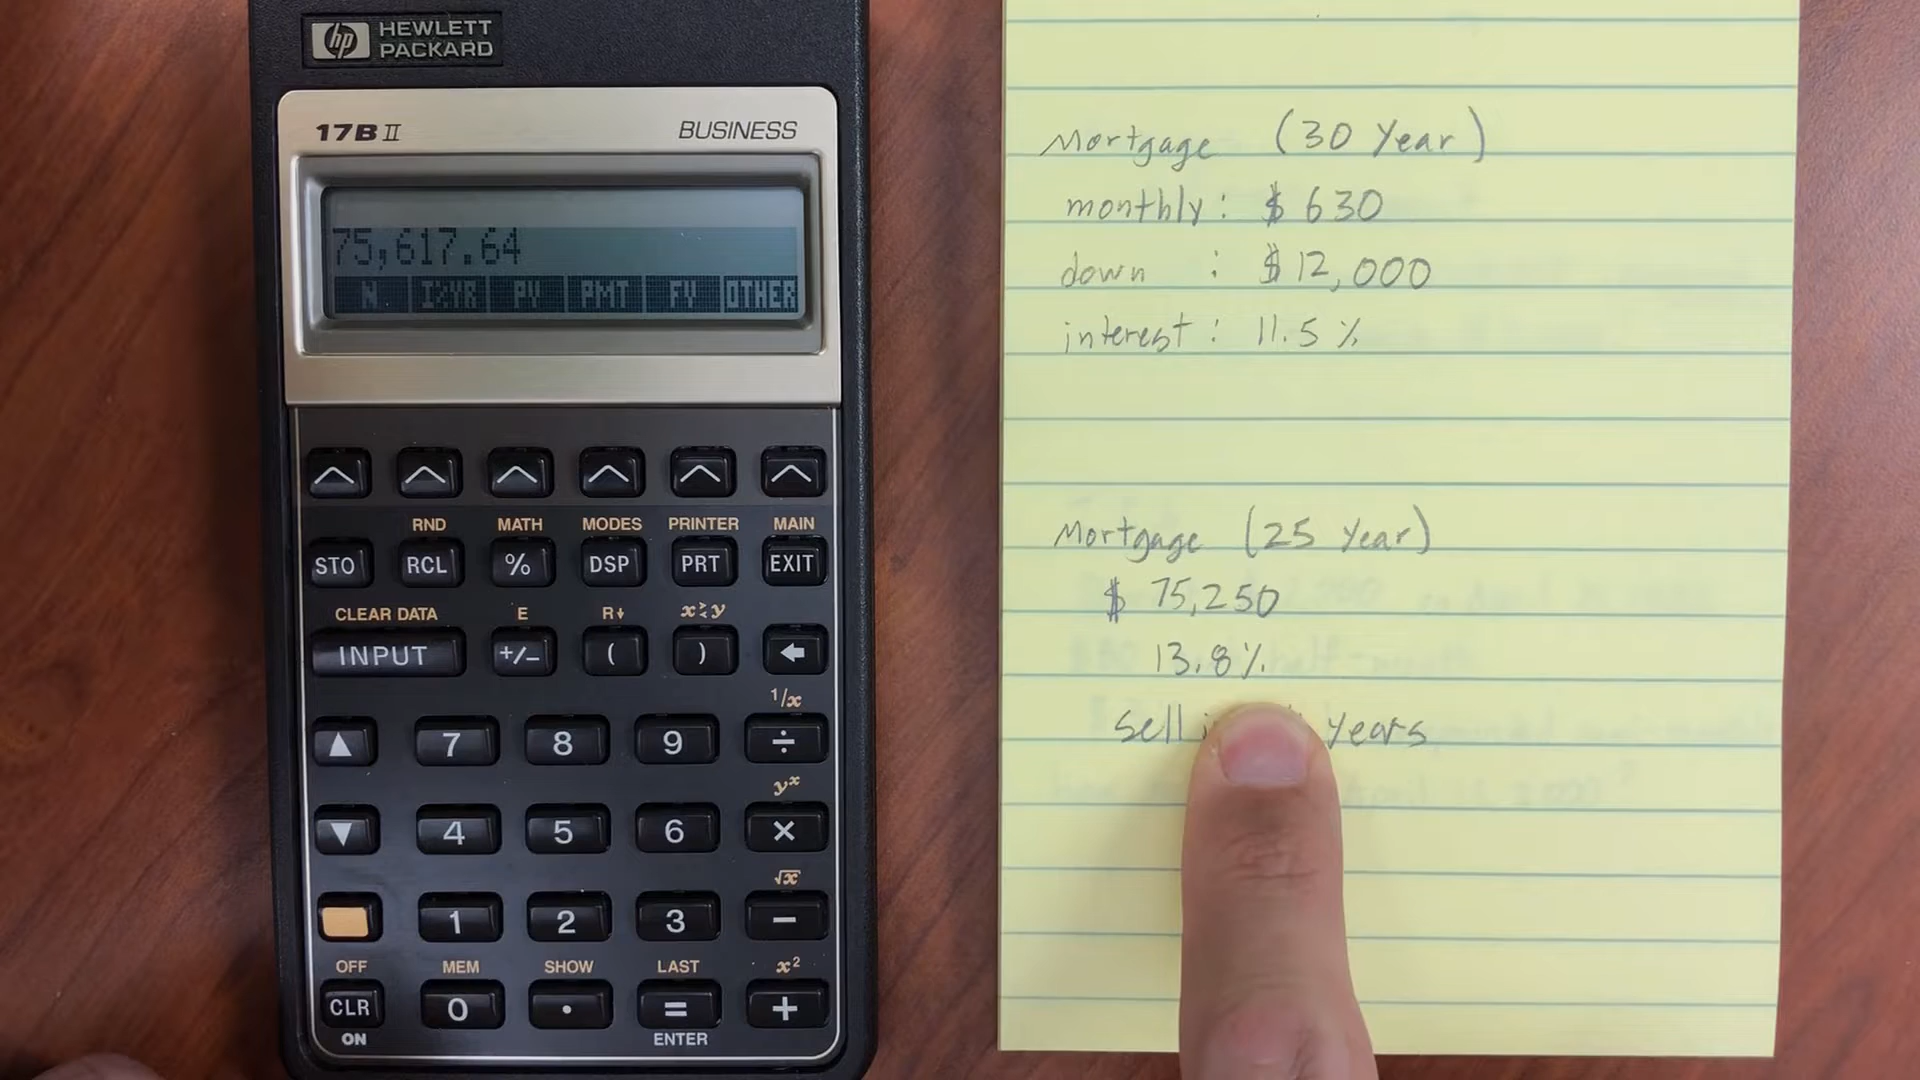 hp HEWLETT
PACKARD
17BII BUSINESS
75,617.64
N I%YR PV PMT FV OTHER
RND MATH MODES PRINTER MAIN
STO RCL % DSP PRT EXIT
CLEAR DATA E R↓ x≷y
INPUT +/− ( ) ←
1/x
▲ 7 8 9 ÷
yˣ
▼ 4 5 6 ×
√x
1 2 3 −
OFF MEM SHOW LAST x²
CLR 0 . = +
ON ENTER
Mortgage (30 Year)
monthly: $ 630
down : $ 12,000
interest: 11.5 %
Mortgage (25 Year)
$ 75,250
13.8%
Sell years